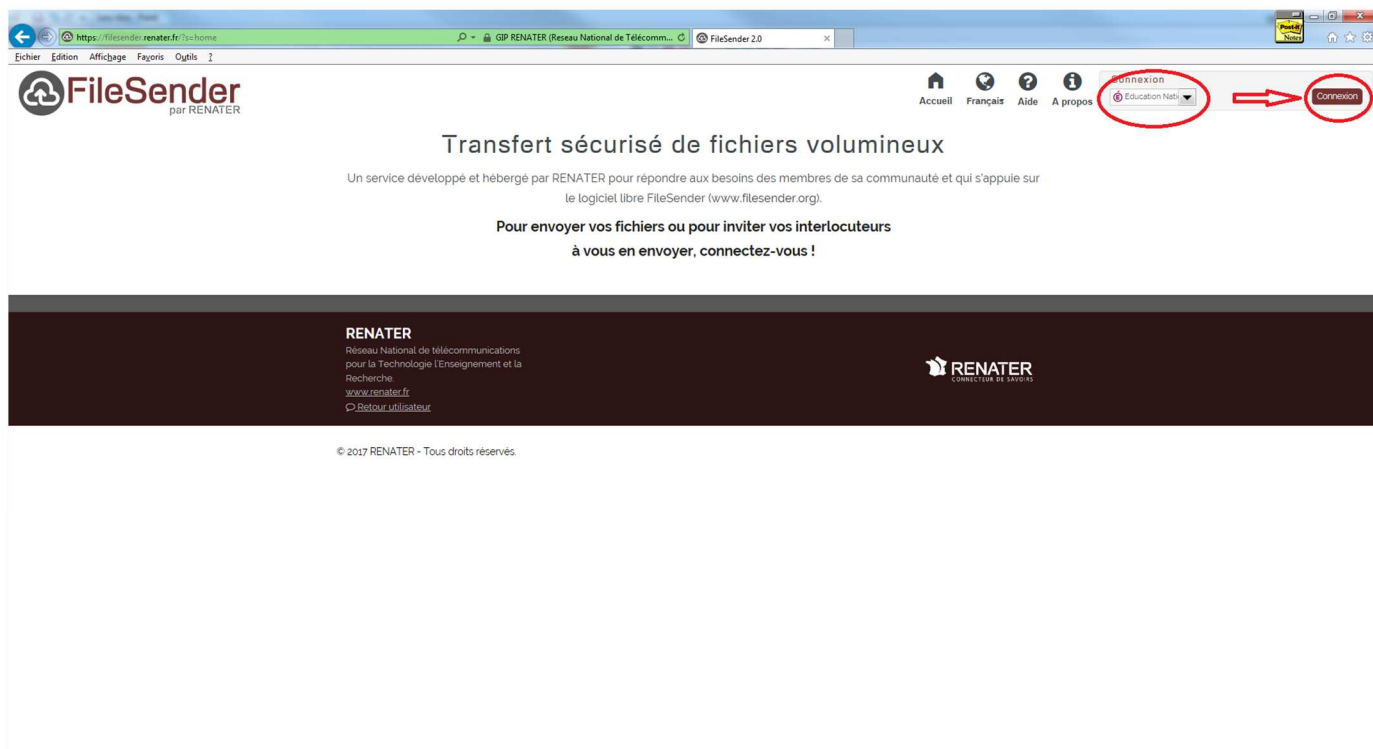 https://filesender.renater.fr/?s=home
GIP RENATER (Reseau National de Télécomm...
FileSender 2.0
Post-it
Notes
Eichier Edition Affichage Favoris Outils ?
FileSender
par RENATER
Accueil
Français
Aide
A propos
Connexion
Education Nati
Connexion
Transfert sécurisé de fichiers volumineux
Un service développé et hébergé par RENATER pour répondre aux besoins des membres de sa communauté et qui s'appuie sur
le logiciel libre FileSender (www.filesender.org).
Pour envoyer vos fichiers ou pour inviter vos interlocuteurs
à vous en envoyer, connectez-vous !
RENATER
Réseau National de télécommunications
pour la Technologie l'Enseignement et la
Recherche.
www.renater.fr
Retour utilisateur
RENATER
CONNECTEUR DE SAVOIRS
© 2017 RENATER - Tous droits réservés.